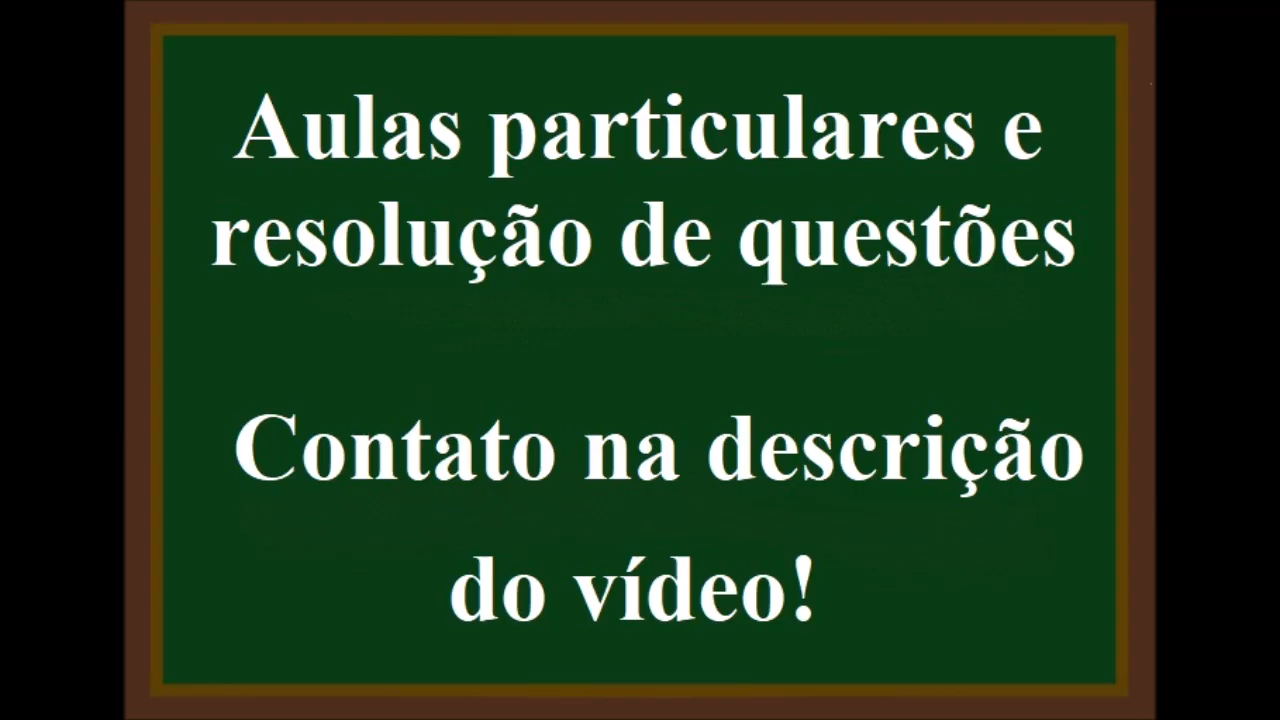 Aulas particulares e
resolução de questões
Contato na descrição
do vídeo!